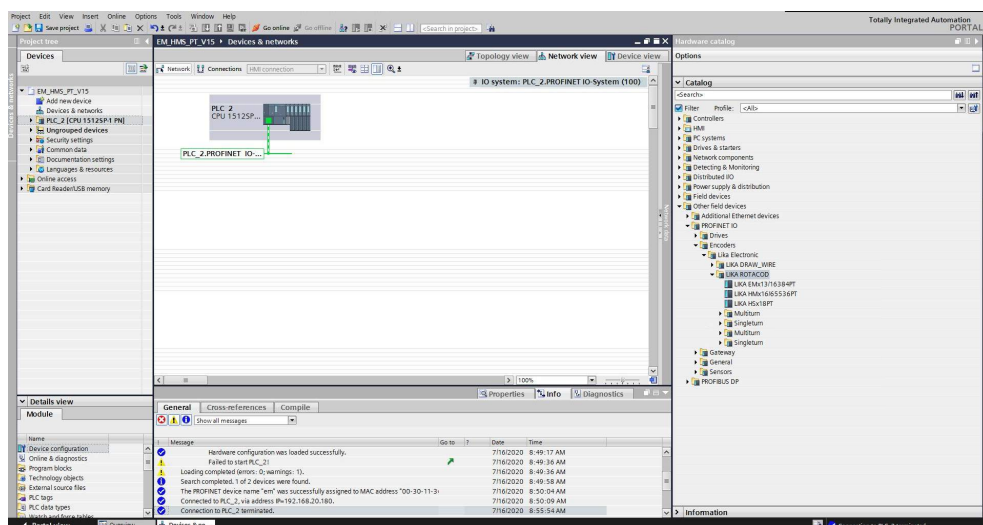 Project Edit View Insert Online Options Tools Window Help
Totally Integrated Automation
PORTAL
Save project
Go online
Go offline
<Search in project>
Project tree
EM_HMS_PT_V15 ▸ Devices & networks
Hardware catalog
Devices
Topology view
Network view
Device view
Options
Network
Connections
HMI connection
IO system: PLC_2.PROFINET IO-System (100)
Catalog
<Search>
EM_HMS_PT_V15
Add new device
Devices & networks
PLC_2 [CPU 1512SP-1 PN]
Ungrouped devices
Security settings
Common data
Documentation settings
Languages & resources
Online access
Card Reader/USB memory
Devices & networks
PLC_2
CPU 1512SP...
PLC_2.PROFINET IO-...
Network data
Filter
Profile:
<All>
Controllers
HMI
PC systems
Drives & starters
Network components
Detecting & Monitoring
Distributed I/O
Power supply & distribution
Field devices
Other field devices
Additional Ethernet devices
PROFINET IO
Drives
Encoders
Lika Electronic
LIKA DRAW_WIRE
LIKA ROTACOD
LIKA EMx13/16384PT
LIKA HMx16/65536PT
LIKA HSx18PT
Multiturn
Singleturn
Multiturn
Singleturn
Gateway
General
Sensors
PROFIBUS DP
100%
Properties
Info
Diagnostics
Details view
Module
General
Cross-references
Compile
Show all messages
Name
Device configuration
Online & diagnostics
Program blocks
Technology objects
External source files
PLC tags
PLC data types
Watch and force tables
! Message Go to ? Date Time
Hardware configuration was loaded successfully. 7/16/2020 8:49:17 AM
Failed to start PLC_2! 7/16/2020 8:49:36 AM
Loading completed (errors: 0; warnings: 1). 7/16/2020 8:49:36 AM
Search completed. 1 of 2 devices were found. 7/16/2020 8:49:58 AM
The PROFINET device name "em" was successfully assigned to MAC address "00-30-11-3 7/16/2020 8:50:04 AM
Connected to PLC_2, via address IP=192.168.20.180. 7/16/2020 8:50:09 AM
Connection to PLC_2 terminated. 7/16/2020 8:55:54 AM
Information
Portal view
Overview